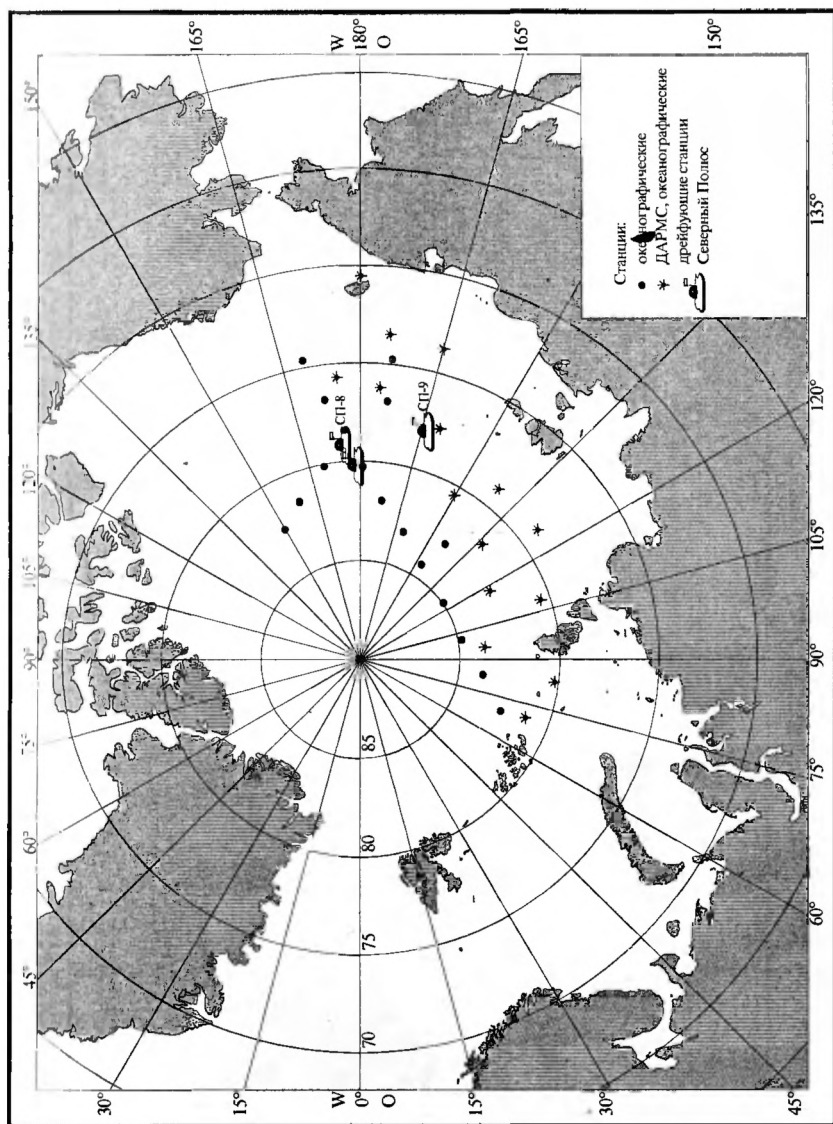 165°
W
180°
O
165°
150°
150°
135°
135°
120°
120°
105°
105°
90°
90°
75°
75°
60°
60°
45°
45°
30°
30°
15°
15°
W
0°
O
85
80
75
70
СП-8
СП-9
Станции:
океанографические
ДАРМС, океанографические
дрейфующие станции
Северный Полюс